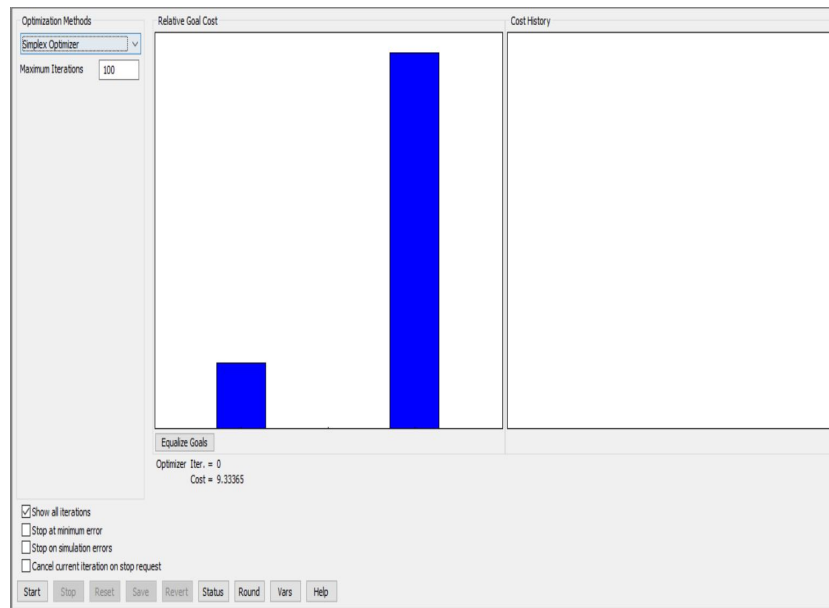 Optimization Methods
Simplex Optimizer
Maximum Iterations 100
Relative Goal Cost
Cost History
Equalize Goals
Optimizer Iter. = 0
Cost = 9.33365
Show all iterations
Stop at minimum error
Stop on simulation errors
Cancel current iteration on stop request
Start Stop Reset Save Revert Status Round Vars Help